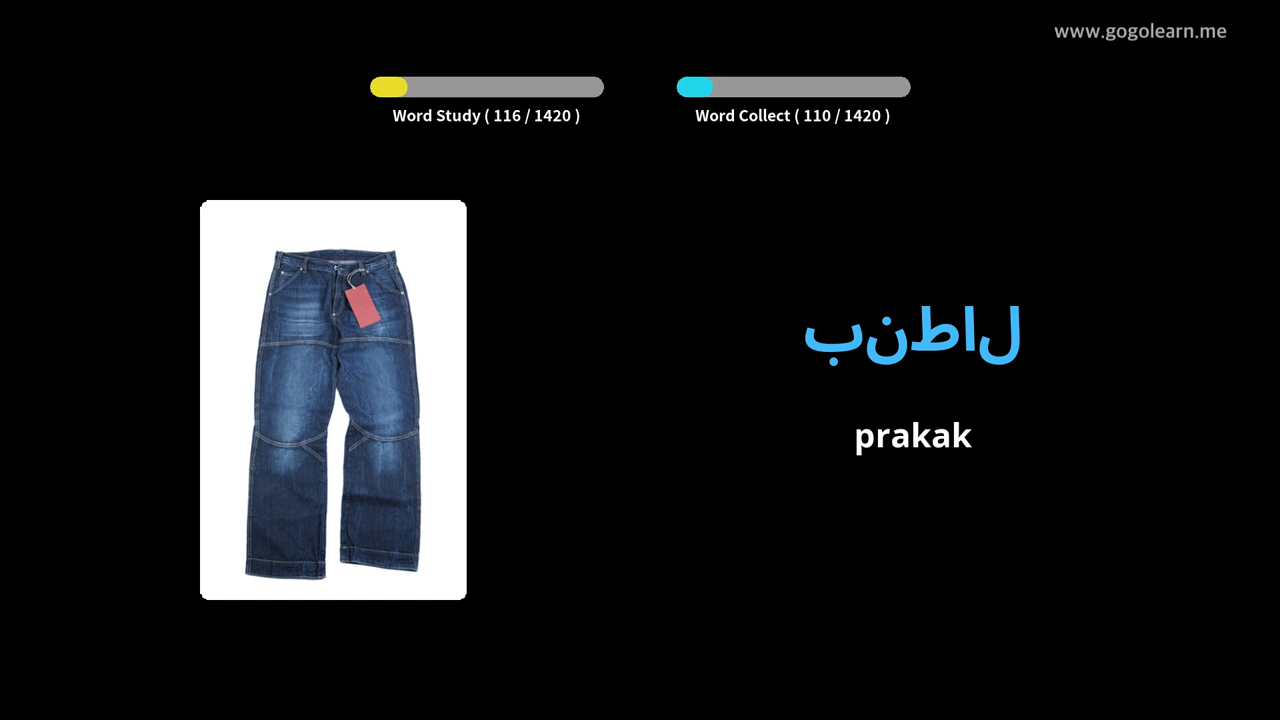 www.gogolearn.me
Word Study ( 116 / 1420 )
Word Collect ( 110 / 1420 )
بنطال
prakak